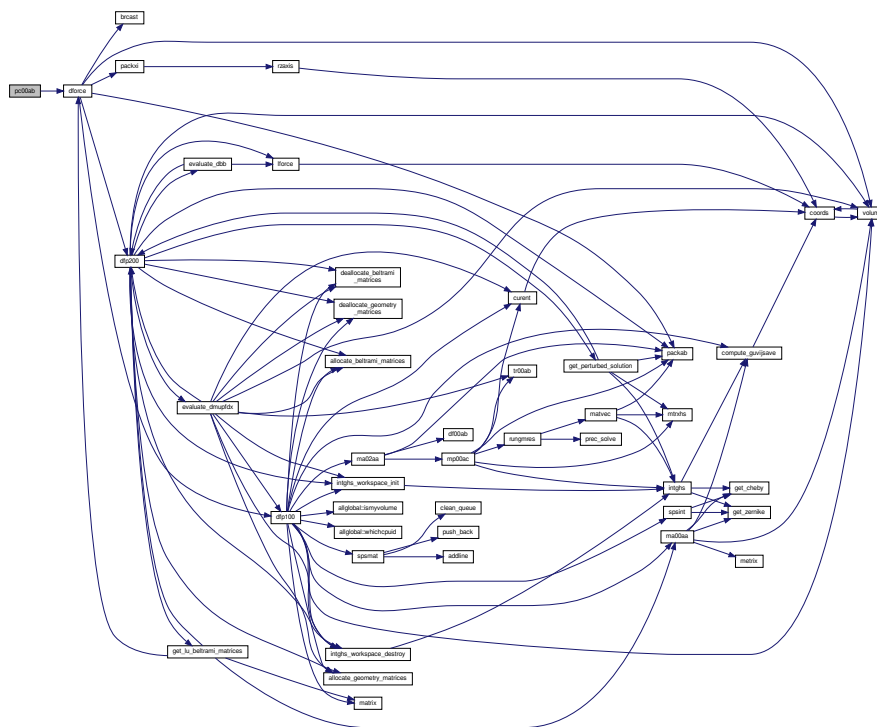 brcast
packxi
rzaxis
pc00ab
dforce
evaluate_dbb
lforce
coords
volume
dfp200
deallocate_beltrami
_matrices
deallocate_geometry
_matrices
curent
allocate_beltrami_matrices
get_perturbed_solution
packab
compute_guvijsave
tr00ab
evaluate_dmupfdx
matvec
mtrxhs
df00ab
rungmres
prec_solve
ma02aa
mp00ac
intghs_workspace_init
intghs
get_cheby
allglobal::ismyvolume
clean_queue
spsint
get_zernike
dfp100
allglobal::whichcpuid
push_back
ma00aa
spsmat
addline
metrix
get_lu_beltrami_matrices
intghs_workspace_destroy
allocate_geometry_matrices
matrix